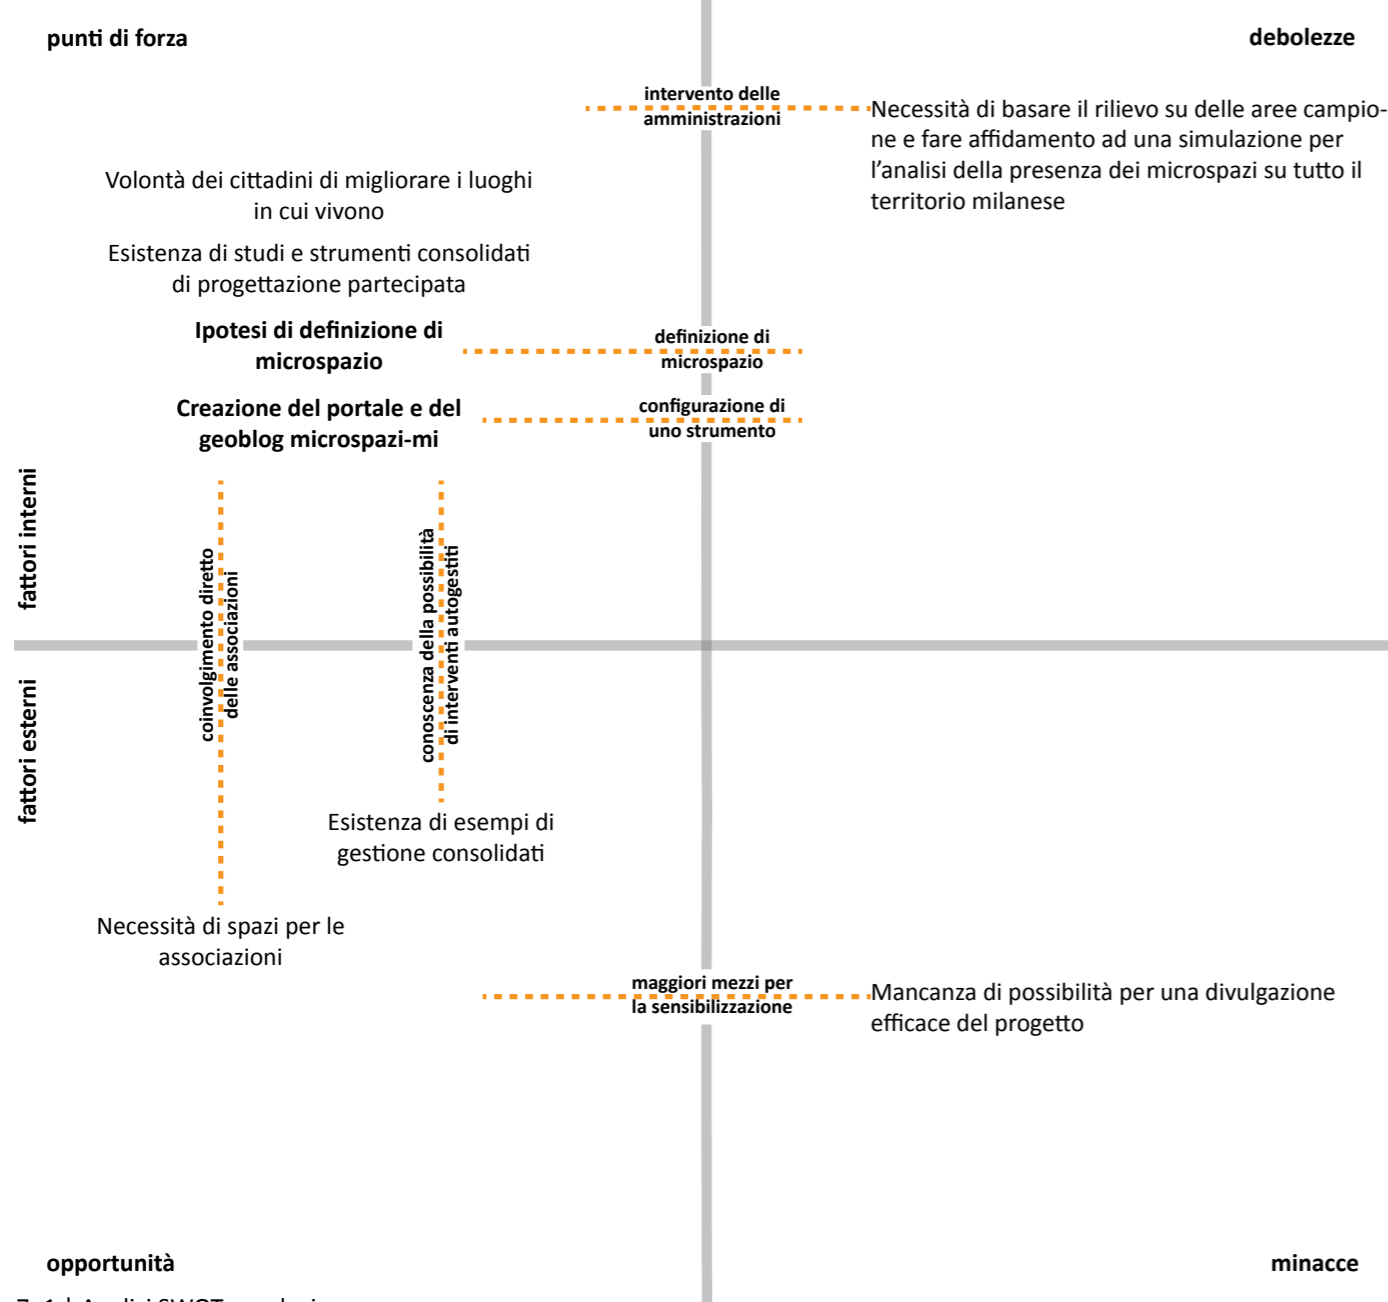 punti di forza
debolezze
intervento delle
amministrazioni
Necessità di basare il rilievo su delle aree campio-
ne e fare affidamento ad una simulazione per
l'analisi della presenza dei microspazi su tutto il
territorio milanese
Volontà dei cittadini di migliorare i luoghi
in cui vivono
Esistenza di studi e strumenti consolidati
di progettazione partecipata
Ipotesi di definizione di
microspazio
definizione di
microspazio
Creazione del portale e del
geoblog microspazi-mi
configurazione di
uno strumento
fattori interni
coinvolgimento diretto
delle associazioni
conoscenza della possibilità
di interventi autogestiti
fattori esterni
Esistenza di esempi di
gestione consolidati
Necessità di spazi per le
associazioni
maggiori mezzi per
la sensibilizzazione
Mancanza di possibilità per una divulgazione
efficace del progetto
opportunità
minacce
Analisi SWOT